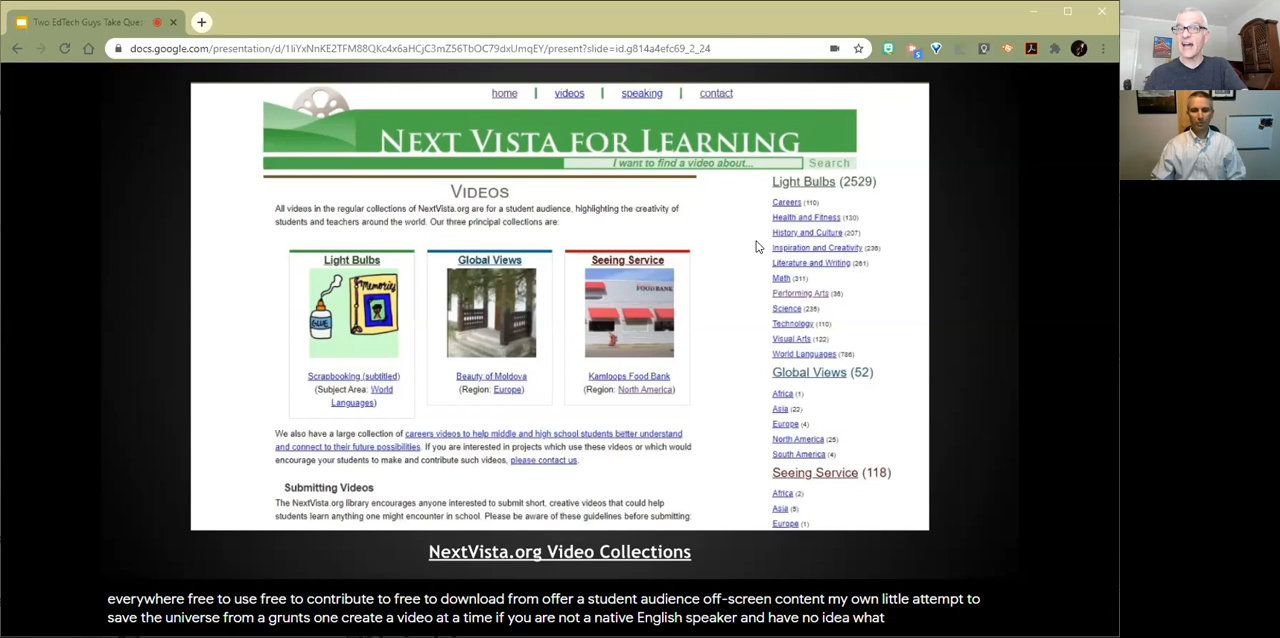 Two EdTech Guys Take Que
docs.google.com/presentation/d/1liYxNnKE2TFM88QKc4x6aHCjC3mZ56TbOC79dxUmqEY/present?slide=id.g814a4efc69_2_24
home | videos | speaking | contact
NEXT VISTA FOR LEARNING
I want to find a video about... Search
VIDEOS
All videos in the regular collections of NextVista.org are for a student audience, highlighting the creativity of
students and teachers around the world. Our three principal collections are:
Light Bulbs
Memories
GLUE
Scrapbooking (subtitled)
(Subject Area: World
Languages)
Global Views
Beauty of Moldova
(Region: Europe)
Seeing Service
FOOD BANK
Kamloops Food Bank
(Region: North America)
We also have a large collection of careers videos to help middle and high school students better understand
and connect to their future possibilities. If you are interested in projects which use these videos or which would
encourage your students to make and contribute such videos, please contact us.
Submitting Videos
The NextVista.org library encourages anyone interested to submit short, creative videos that could help
students learn anything one might encounter in school. Please be aware of these guidelines before submitting:
Light Bulbs (2529)
Careers (110)
Health and Fitness (130)
History and Culture (207)
Inspiration and Creativity (236)
Literature and Writing (261)
Math (311)
Performing Arts (36)
Science (235)
Technology (110)
Visual Arts (122)
World Languages (786)
Global Views (52)
Africa (1)
Asia (22)
Europe (4)
North America (25)
South America (4)
Seeing Service (118)
Africa (2)
Asia (5)
Europe (1)
NextVista.org Video Collections
everywhere free to use free to contribute to free to download from offer a student audience off-screen content my own little attempt to
save the universe from a grunts one create a video at a time if you are not a native English speaker and have no idea what